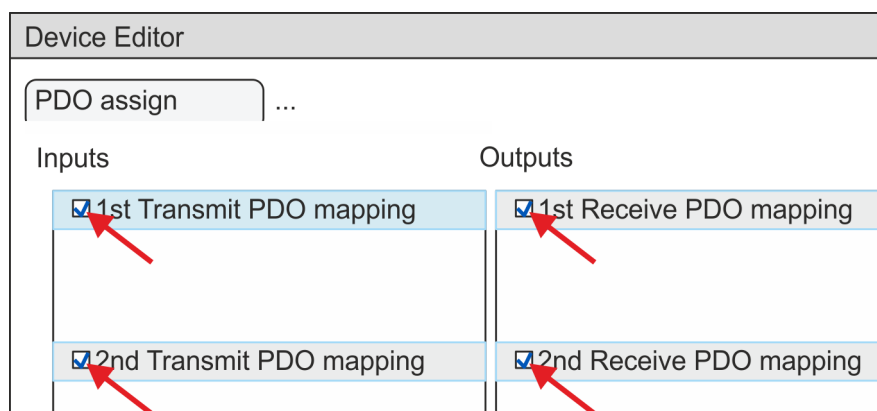 Device Editor
PDO assign ...
Inputs Outputs
1st Transmit PDO mapping 1st Receive PDO mapping
2nd Transmit PDO mapping 2nd Receive PDO mapping